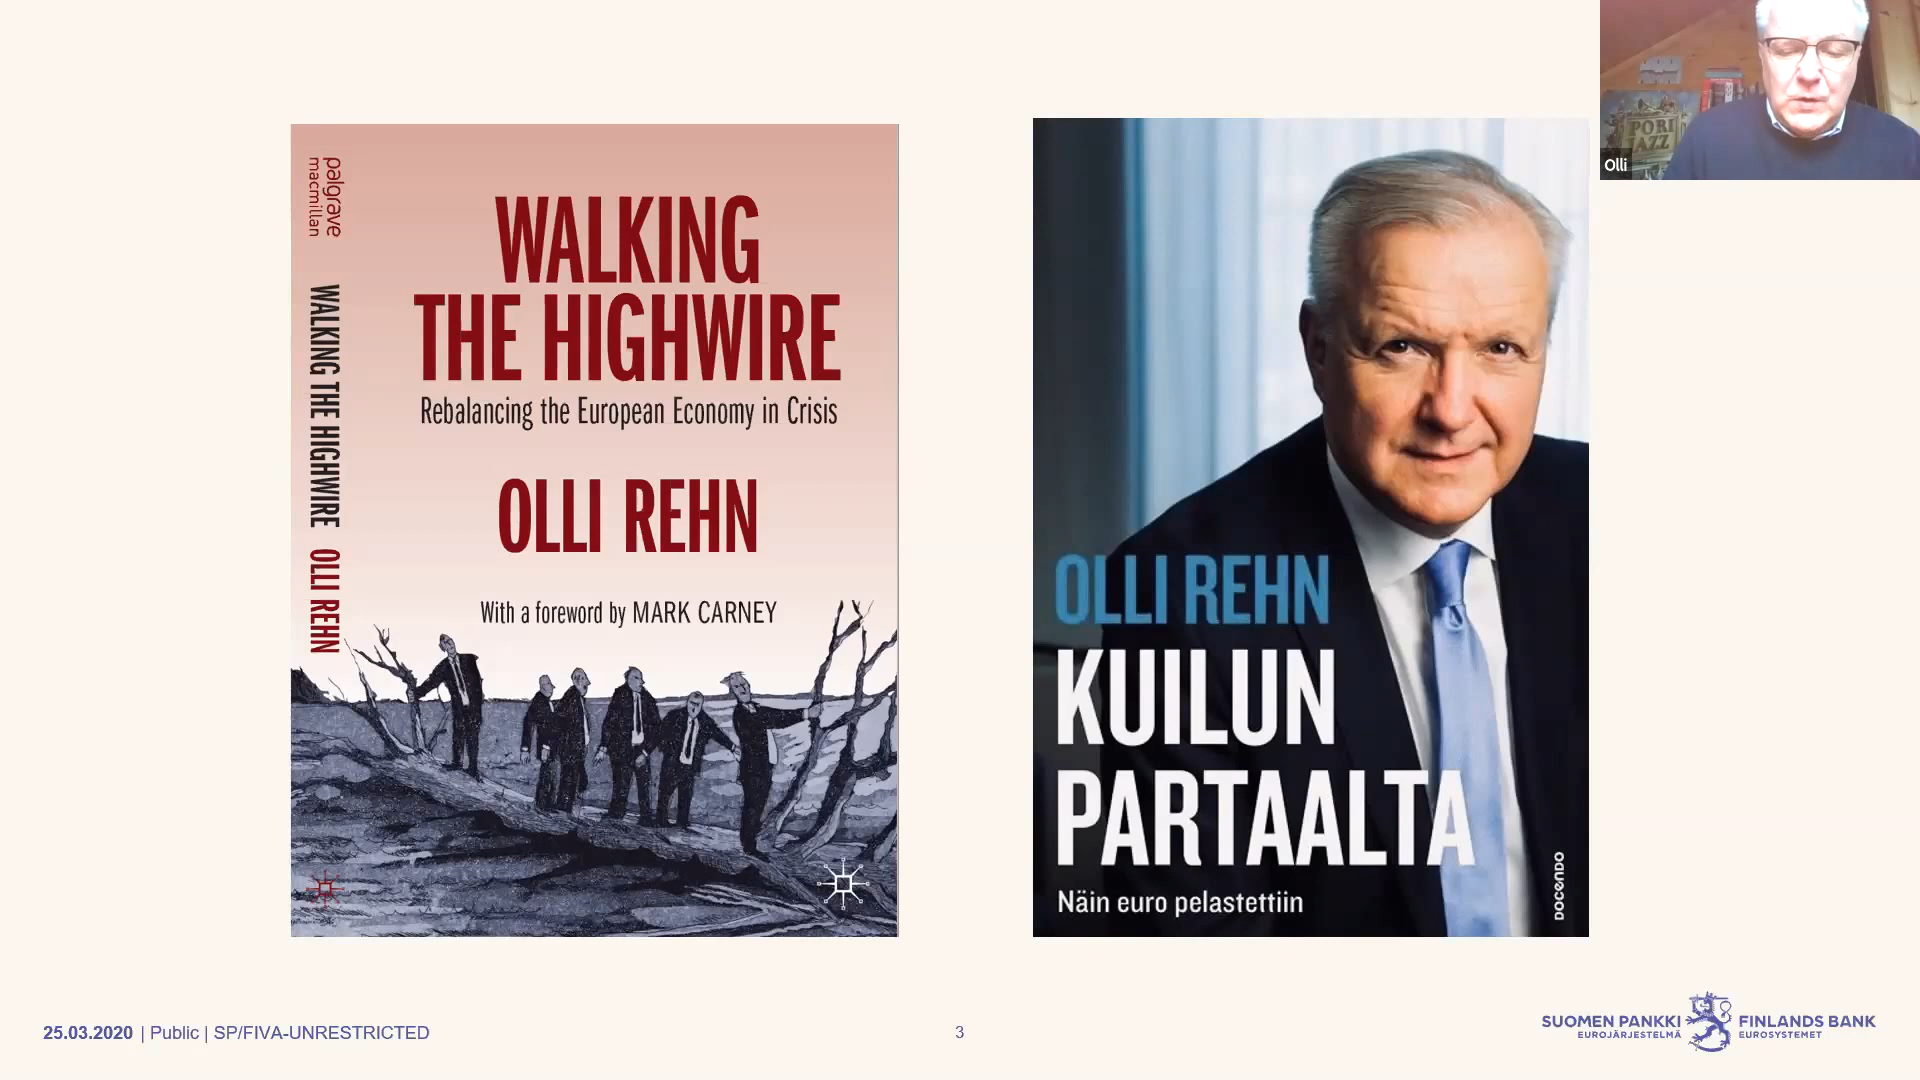 palgrave
macmillan
WALKING THE HIGHWIRE OLLI REHN
WALKING
THE HIGHWIRE
Rebalancing the European Economy in Crisis
OLLI REHN
With a foreword by MARK CARNEY
OLLI REHN
KUILUN
PARTAALTA
Näin euro pelastettiin
DOCENDO
PORI
JAZZ
Olli
25.03.2020 | Public | SP/FIVA-UNRESTRICTED
3
SUOMEN PANKKI
EUROJÄRJESTELMÄ
FINLANDS BANK
EUROSYSTEMET